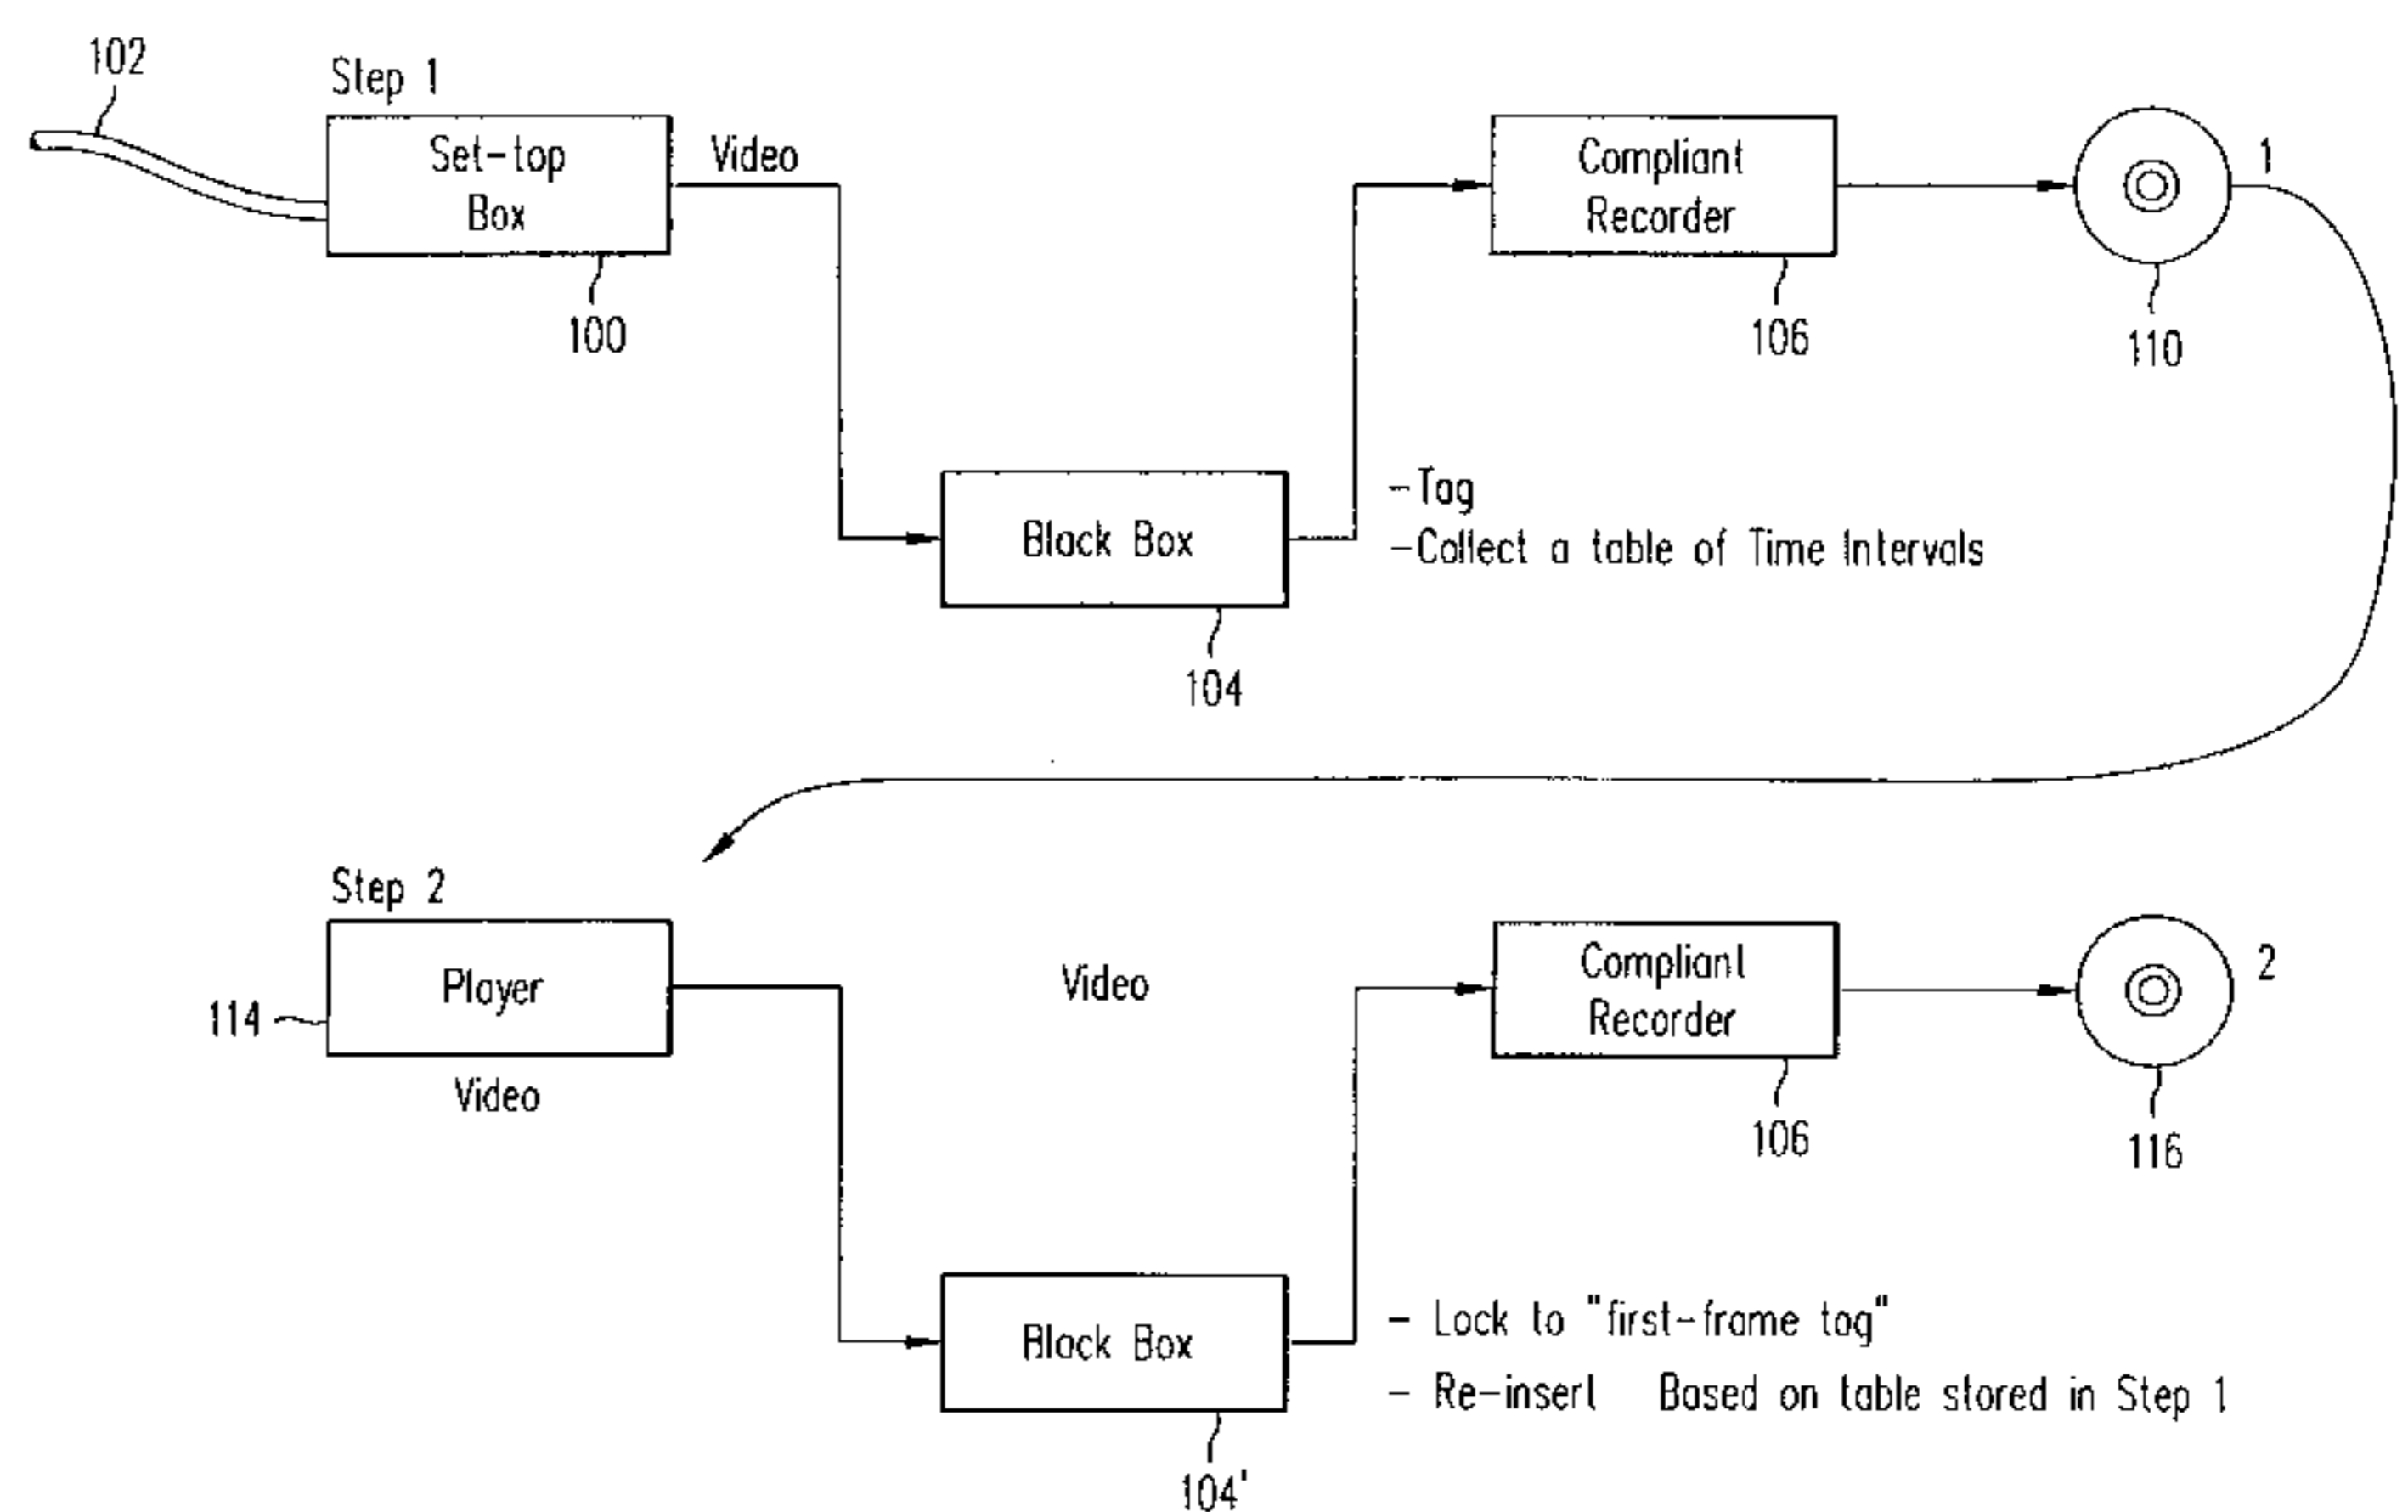 102
Step 1
Set-top
Box
Video
100
Compliant
Recorder
106
1
110
Black Box
104
-Tag
-Collect a table of Time Intervals
Step 2
Player
114
Video
Video
Compliant
Recorder
106
2
116
Black Box
104'
- Lock to "first-frame tag"
- Re-insert Based on table stored in Step 1